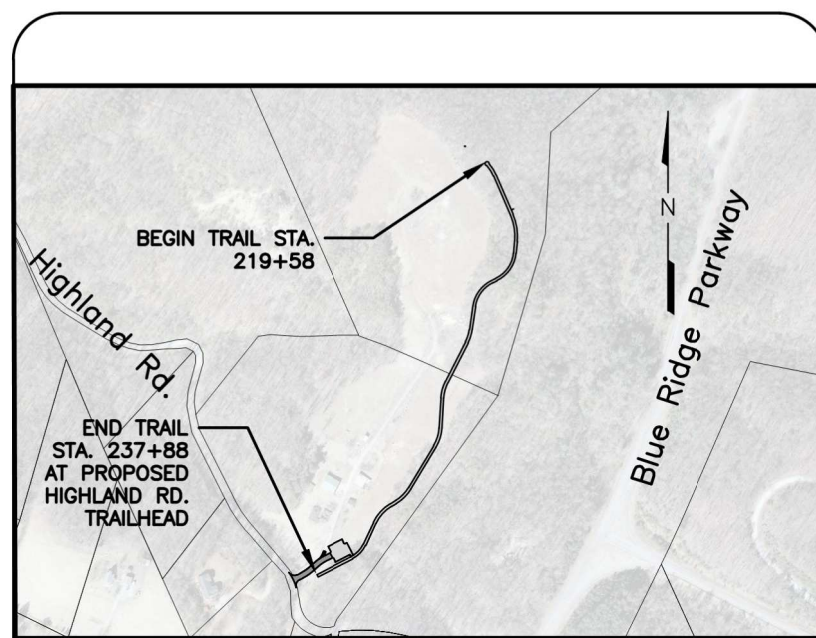 BEGIN TRAIL STA.
219+58
N
Highland Rd.
Blue Ridge Parkway
END TRAIL
STA. 237+88
AT PROPOSED
HIGHLAND RD.
TRAILHEAD